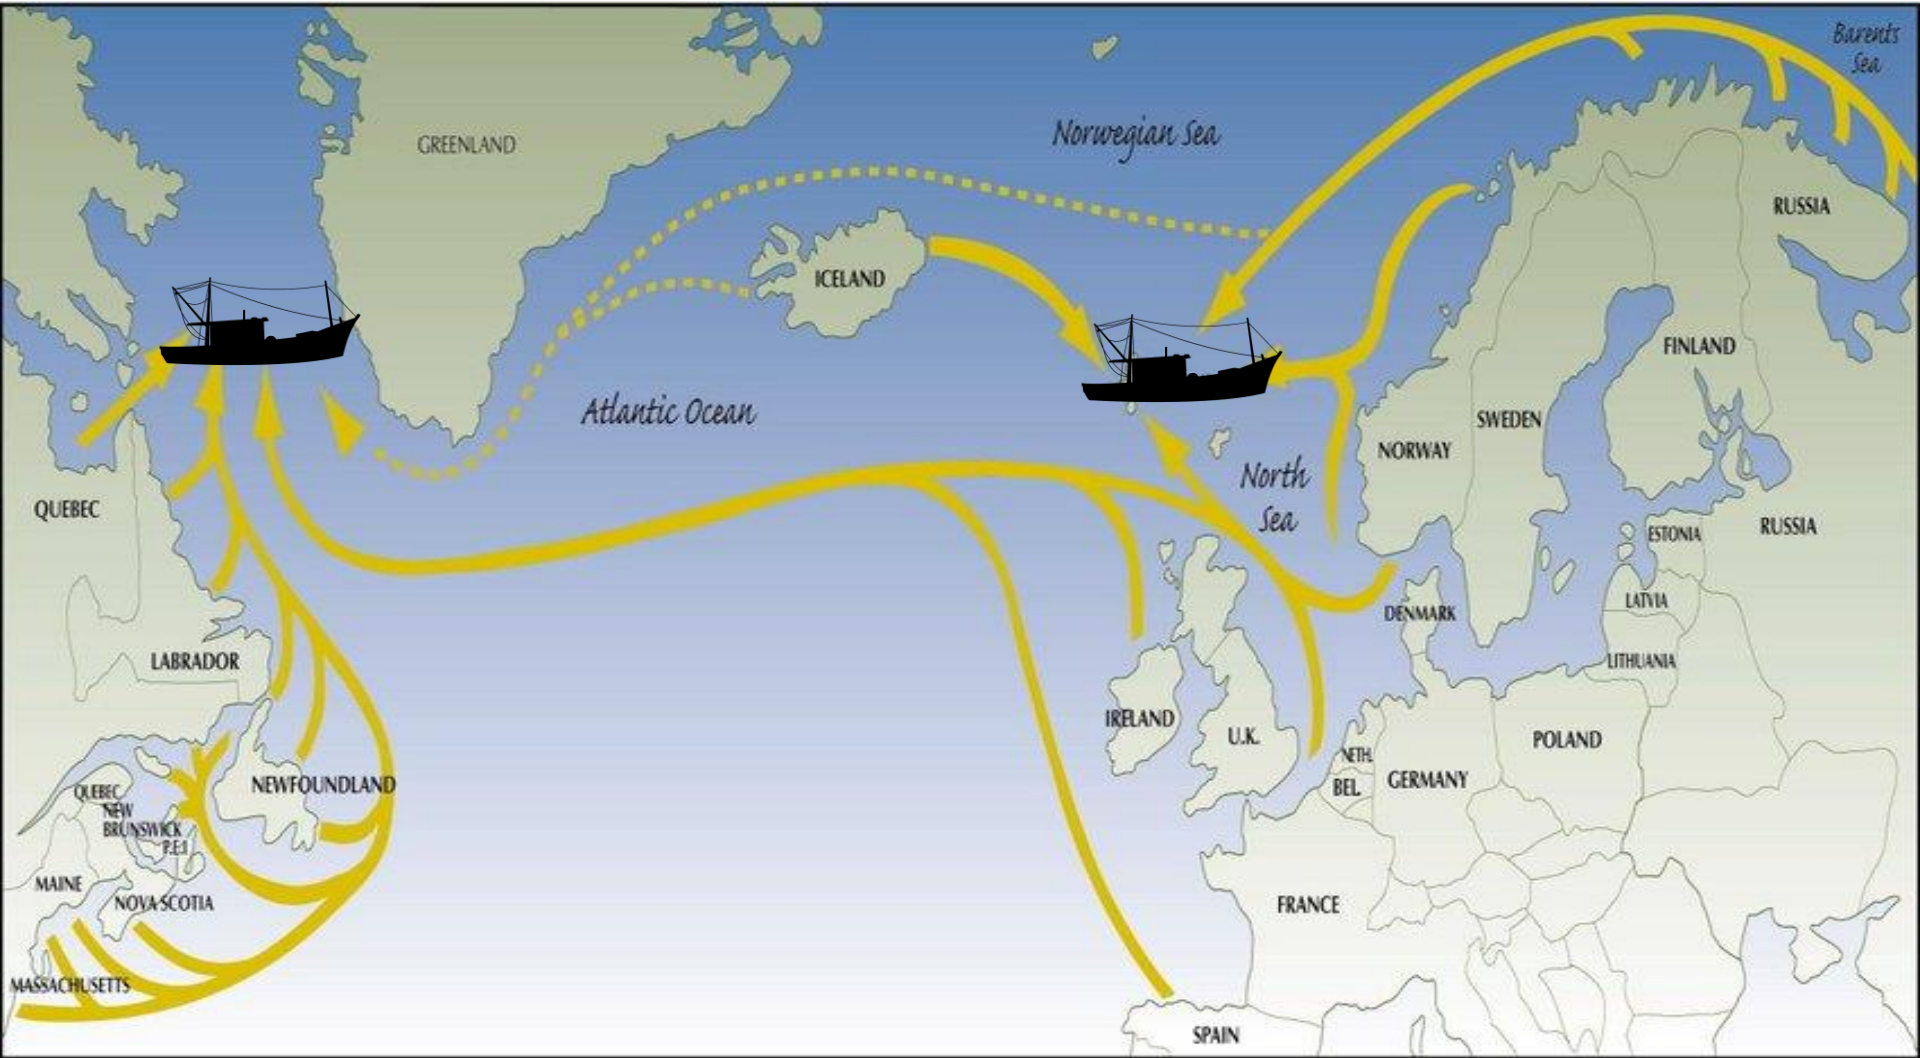 Barents
Sea
Norwegian Sea
GREENLAND
RUSSIA
ICELAND
FINLAND
Atlantic Ocean
SWEDEN
NORWAY
North
Sea
QUEBEC
RUSSIA
ESTONIA
LATVIA
DENMARK
LABRADOR
LITHUANIA
IRELAND
U.K.
POLAND
NETH.
GERMANY
BEL.
NEWFOUNDLAND
QUEBEC
NEW
BRUNSWICK
P.E.I
MAINE
NOVA SCOTIA
FRANCE
MASSACHUSETTS
SPAIN